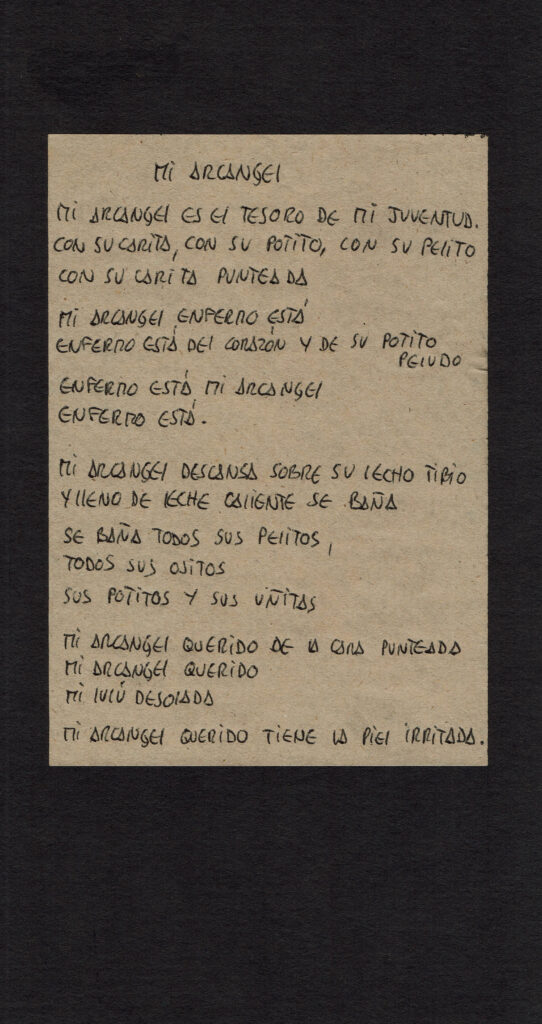 Mi ARCANGEl
Mi ARCANGEl ES El TESORO DE Mi JUVENTUD.
CON SU CARITA, CON SU POTITO, CON SU PElITO
CON SU CARITA PUNTEADA
Mi ARCANGEl ENFERMO ESTÁ
ENFERMO ESTÁ DEl CORAZÓN Y DE SU POTITO
PElUDO
ENFERMO ESTÁ Mi ARCANGEl
ENFERMO ESTÁ.
Mi ARCANGEl DESCANSA SOBRE SU lECHO TIBIO
Y llENO DE lECHE CAlIENTE SE BAÑA
SE BAÑA TODOS SUS PElITOS,
TODOS SUS OJITOS
SUS POTITOS Y SUS UÑITAS
Mi ARCANGEl QUERIDO DE lA CARA PUNTEADA
Mi ARCANGEl QUERIDO
Mi lUlÚ DESOlADA
Mi ARCANGEl QUERIDO TIENE lA PIEl IRRITADA.